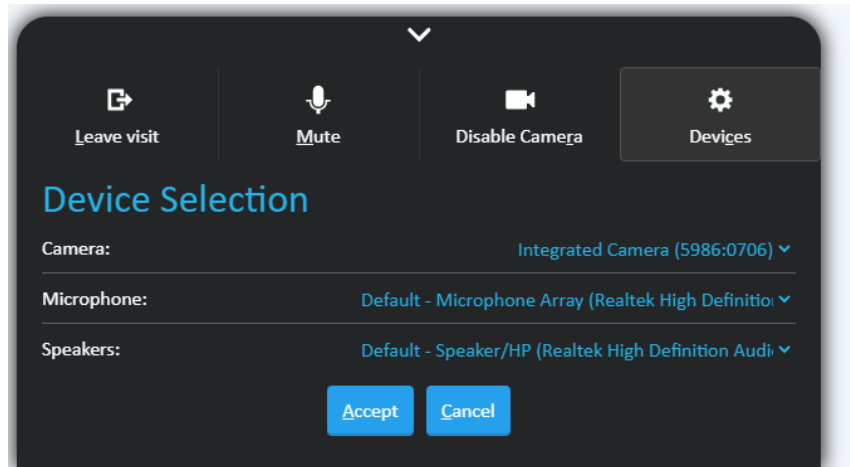 Leave visit
Mute
Disable Camera
Devices
Device Selection
Camera: Integrated Camera (5986:0706)
Microphone: Default - Microphone Array (Realtek High Definitio
Speakers: Default - Speaker/HP (Realtek High Definition Audi
Accept
Cancel